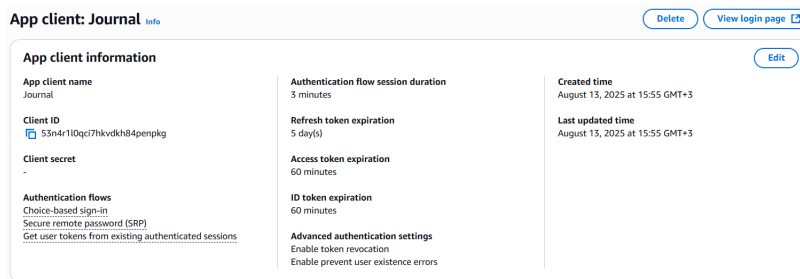 App client: Journal Info
Delete
View login page
App client information
Edit
App client name
Journal
Client ID
53n4r1l0qci7hkvdkh84penpkg
Client secret
-
Authentication flows
Choice-based sign-in
Secure remote password (SRP)
Get user tokens from existing authenticated sessions
Authentication flow session duration
3 minutes
Refresh token expiration
5 day(s)
Access token expiration
60 minutes
ID token expiration
60 minutes
Advanced authentication settings
Enable token revocation
Enable prevent user existence errors
Created time
August 13, 2025 at 15:55 GMT+3
Last updated time
August 13, 2025 at 15:55 GMT+3